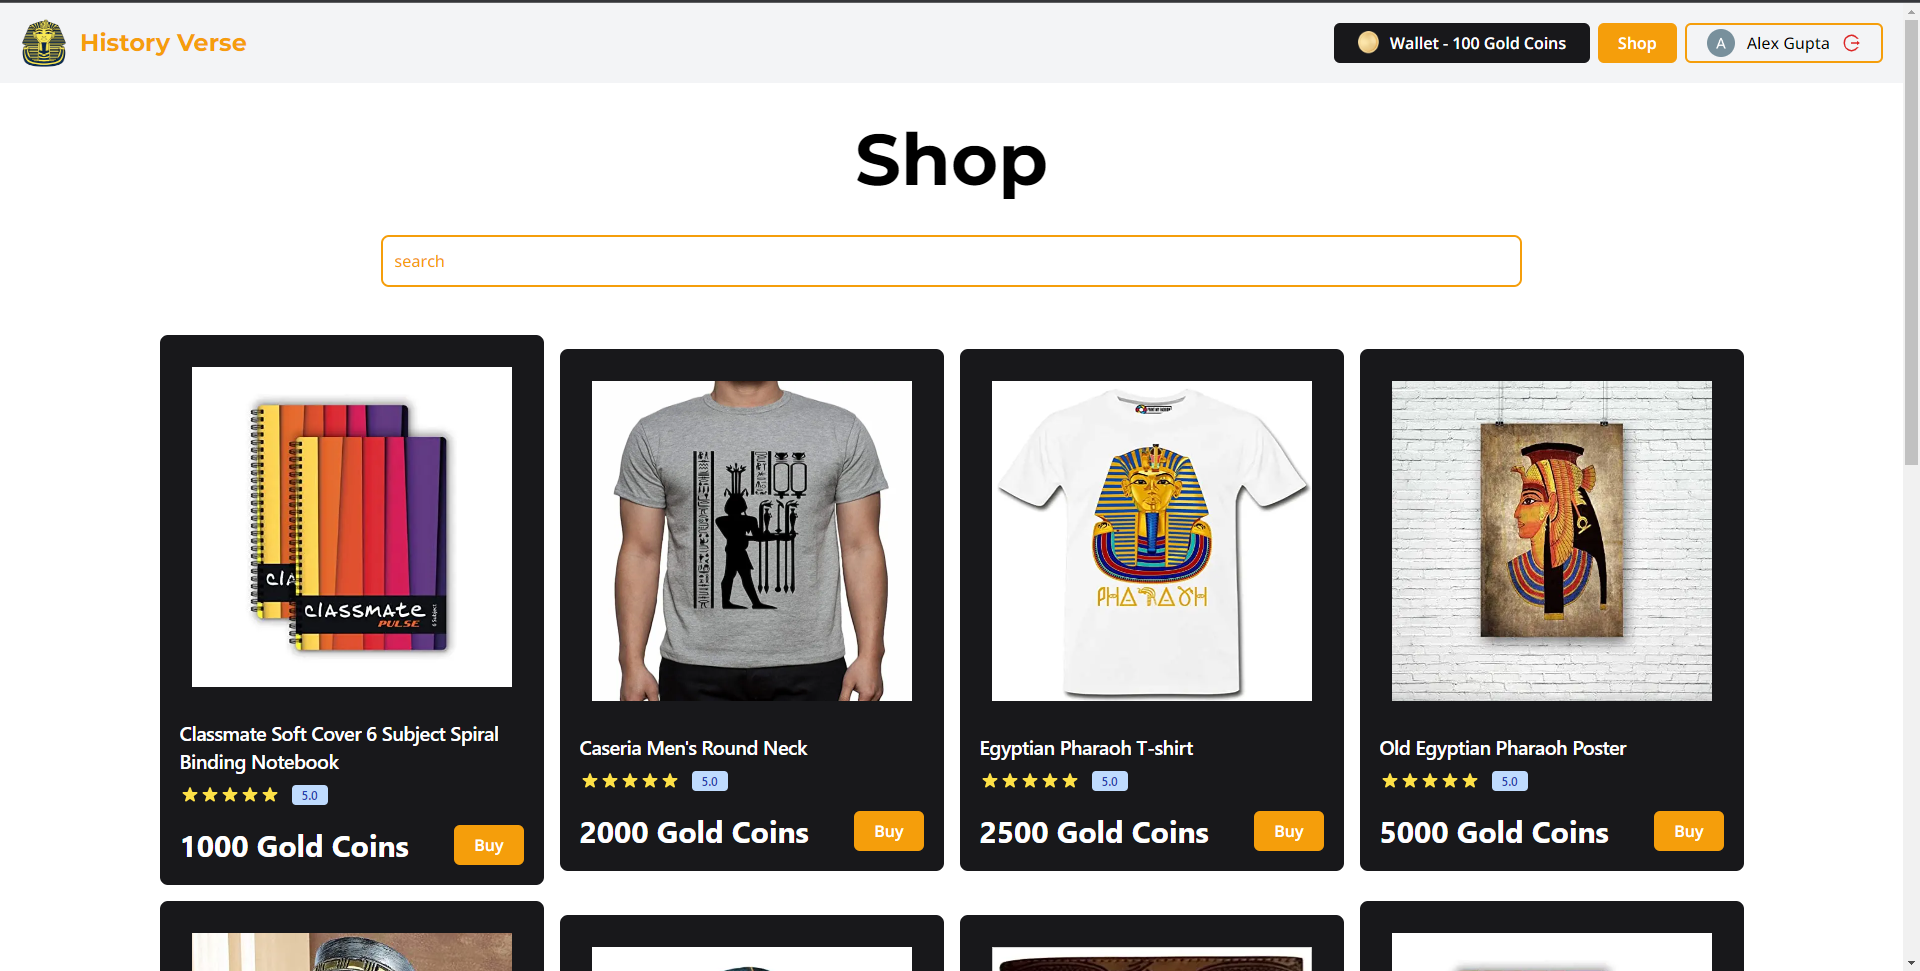 History Verse
Wallet - 100 Gold Coins
Shop
A
Alex Gupta
Shop
search
classmate
PULSE
6 Subject
PHARAOH
Classmate Soft Cover 6 Subject Spiral
Binding Notebook
5.0
1000 Gold Coins
Buy
Caseria Men's Round Neck
5.0
2000 Gold Coins
Buy
Egyptian Pharaoh T-shirt
5.0
2500 Gold Coins
Buy
Old Egyptian Pharaoh Poster
5.0
5000 Gold Coins
Buy